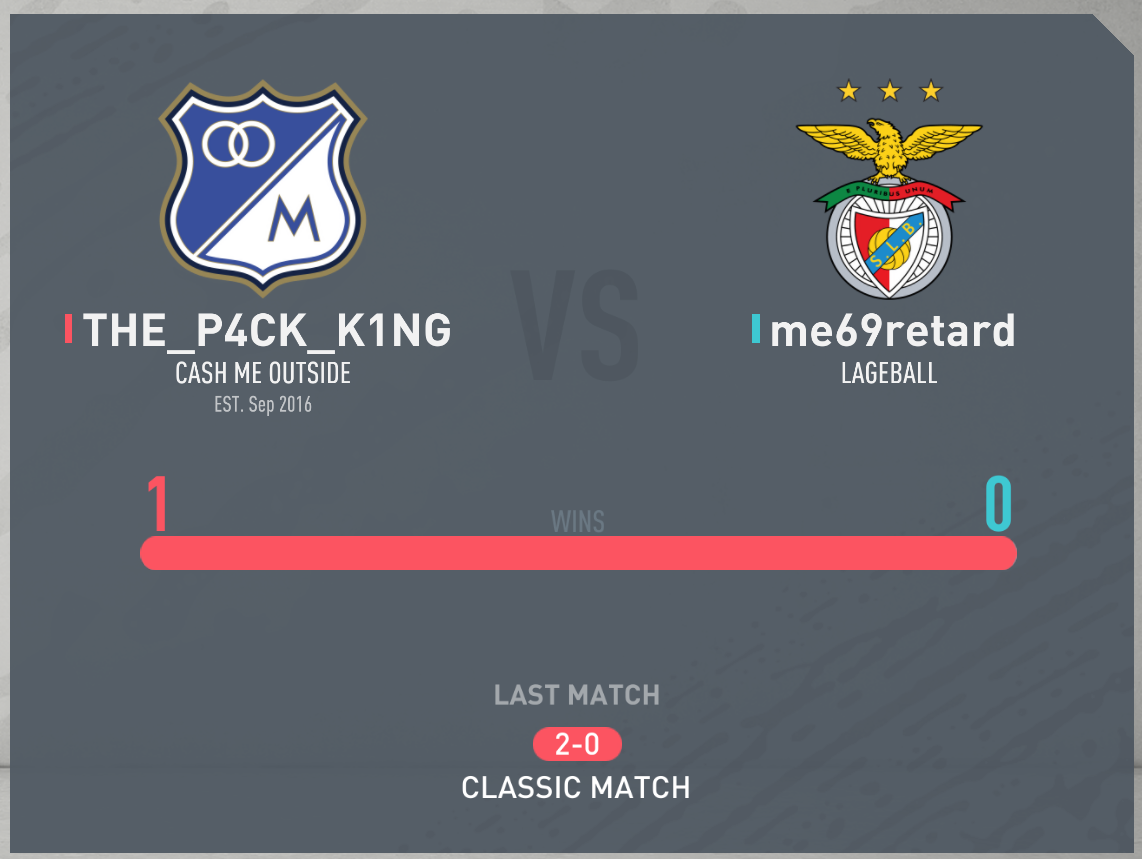 M
E PLURIBUS UNUM
S.L.B.
VS
THE_P4CK_K1NG
me69retard
CASH ME OUTSIDE
LAGEBALL
EST. Sep 2016
1
0
WINS
LAST MATCH
2-0
CLASSIC MATCH